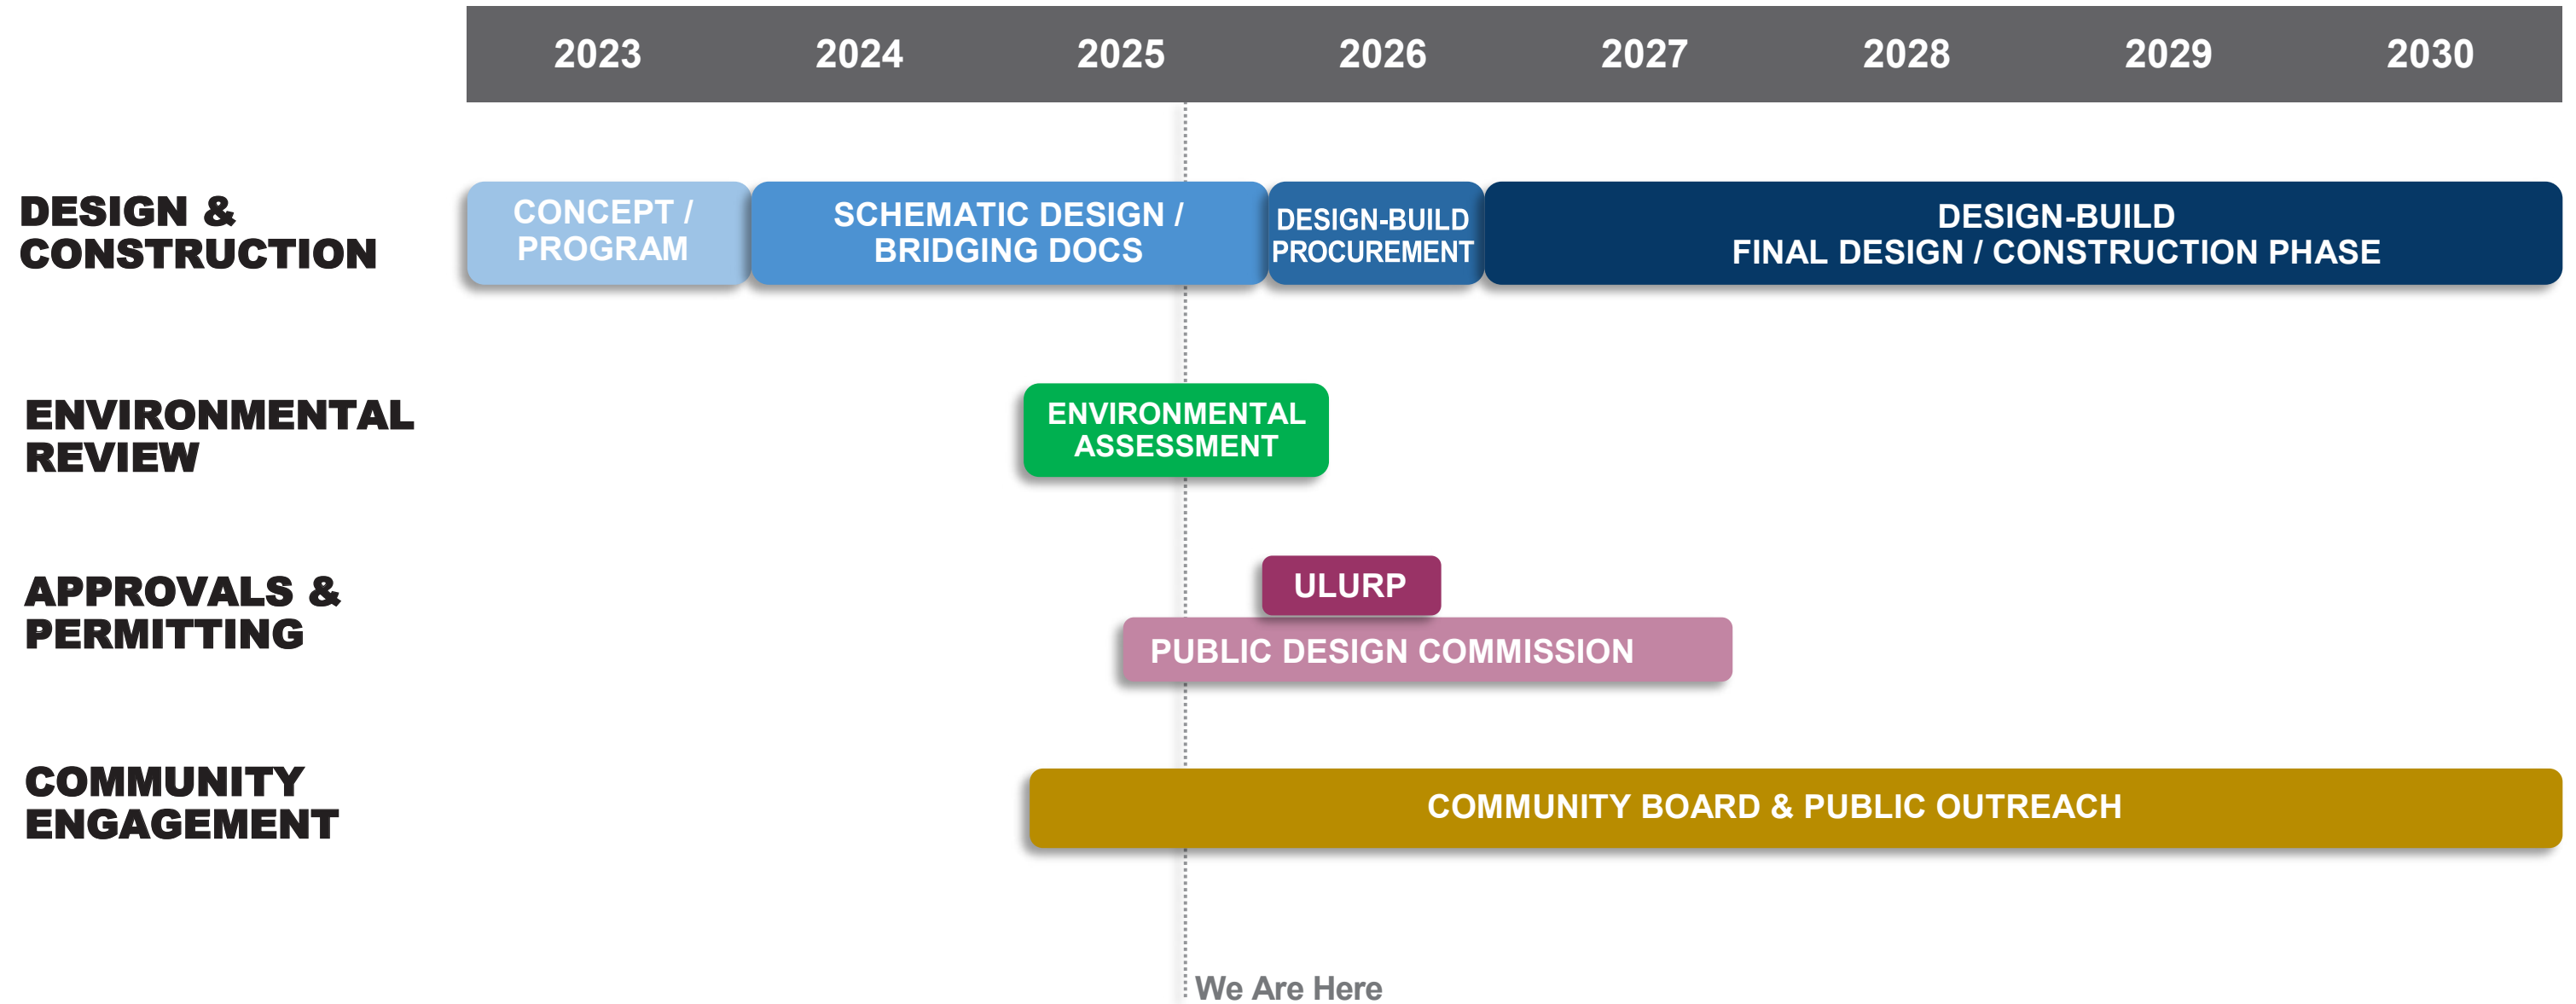 2023 2024 2025 2026 2027 2028 2029 2030
DESIGN &
CONSTRUCTION
CONCEPT /
PROGRAM
SCHEMATIC DESIGN /
BRIDGING DOCS
DESIGN-BUILD
PROCUREMENT
DESIGN-BUILD
FINAL DESIGN / CONSTRUCTION PHASE
ENVIRONMENTAL
REVIEW
ENVIRONMENTAL
ASSESSMENT
APPROVALS &
PERMITTING
ULURP
PUBLIC DESIGN COMMISSION
COMMUNITY
ENGAGEMENT
COMMUNITY BOARD & PUBLIC OUTREACH
We Are Here